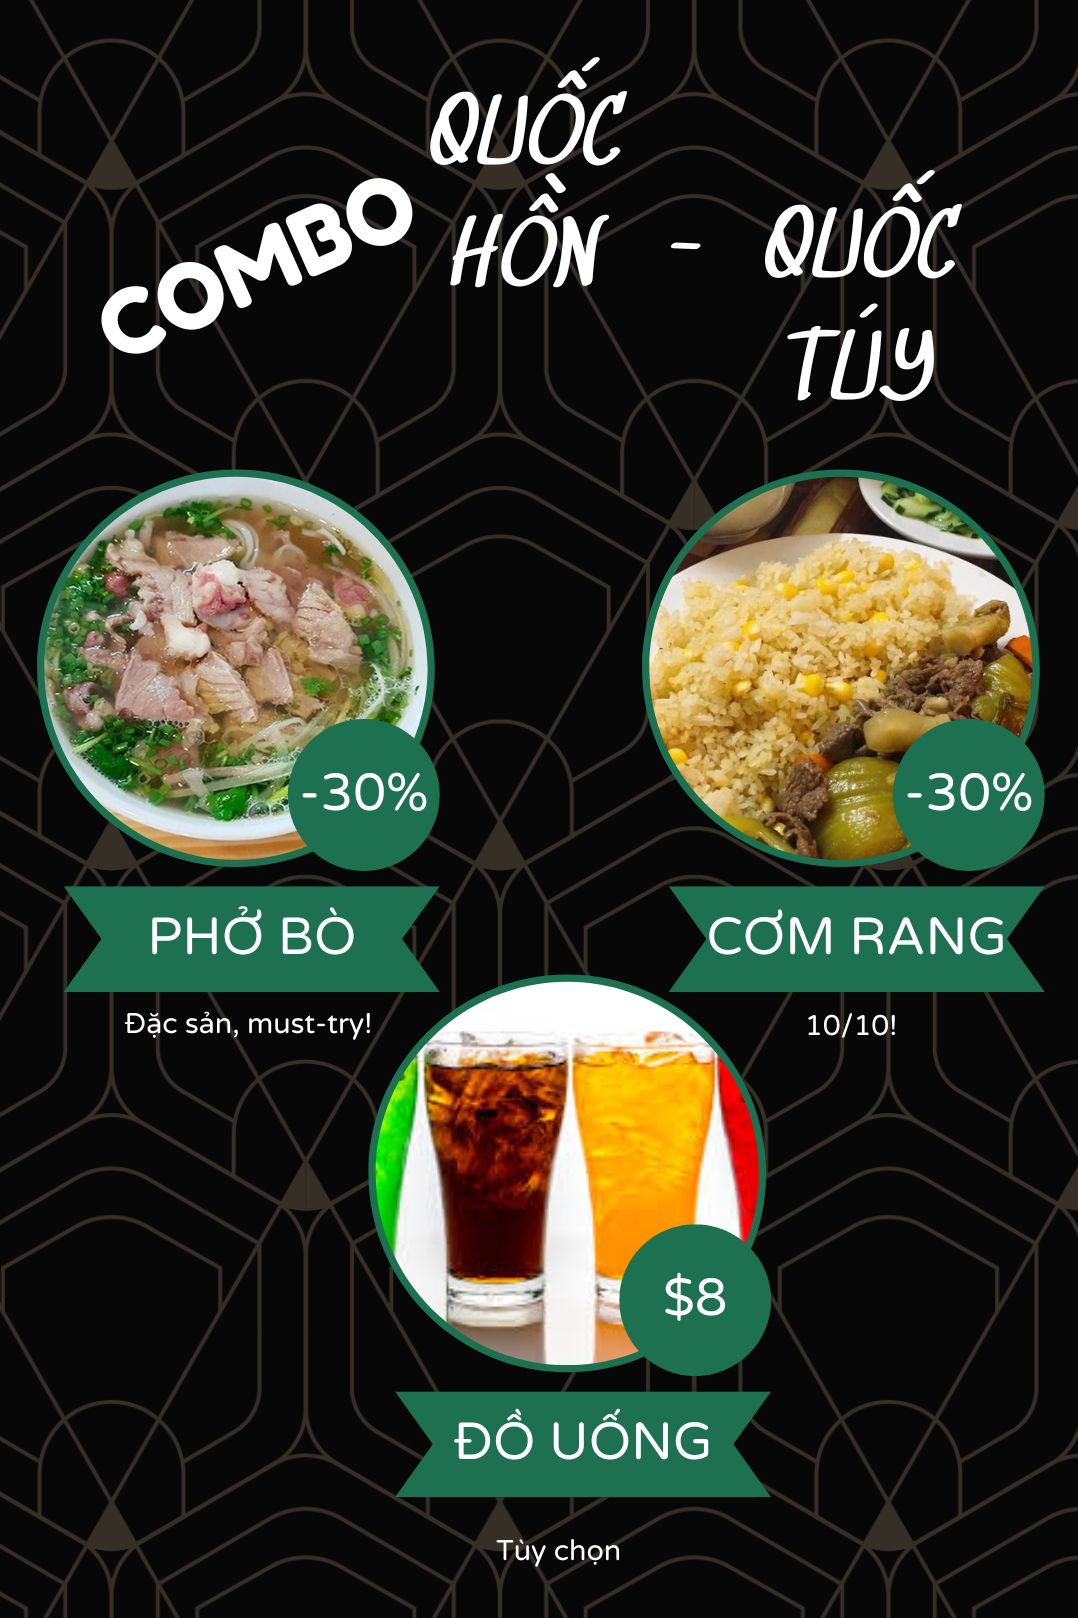 COMBO
QUỐC
HỒN - QUỐC
TÚY
-30%
-30%
PHỞ BÒ
CƠM RANG
Đặc sản, must-try!
10/10!
$8
ĐỒ UỐNG
Tùy chọn